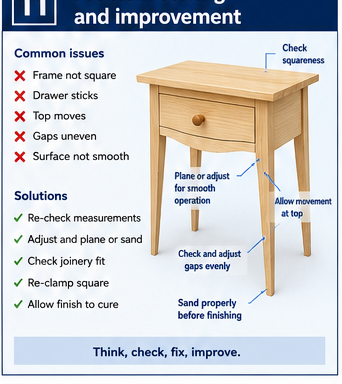 and improvement
Common issues
Frame not square
Drawer sticks
Top moves
Gaps uneven
Surface not smooth
Solutions
Re-check measurements
Adjust and plane or sand
Check joinery fit
Re-clamp square
Allow finish to cure
Check
squareness
Plane or adjust
for smooth
operation
Allow movement
at top
Check and adjust
gaps evenly
Sand properly
before finishing
Think, check, fix, improve.